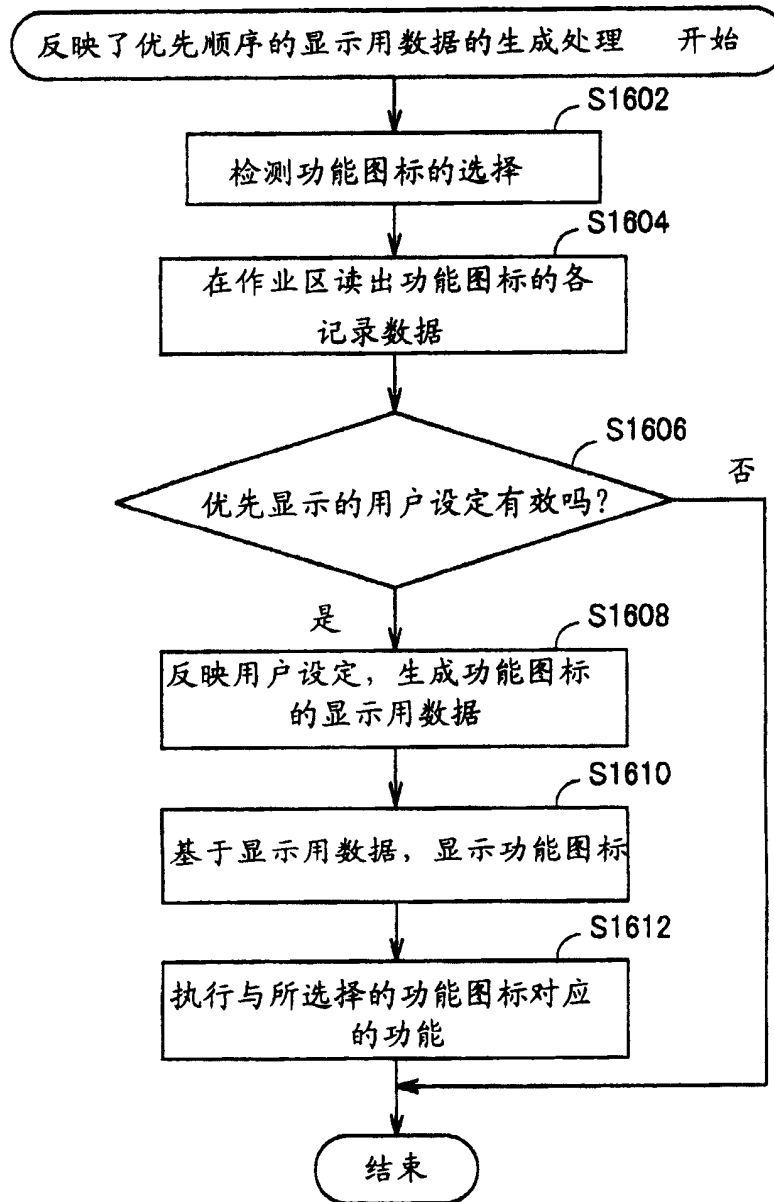 反映了优先顺序的显示用数据的生成处理 开始
S1602
检测功能图标的选择
S1604
在作业区读出功能图标的各
记录数据
S1606
否
优先显示的用户设定有效吗?
是
S1608
反映用户设定，生成功能图标
的显示用数据
S1610
基于显示用数据，显示功能图标
S1612
执行与所选择的功能图标对应
的功能
结束